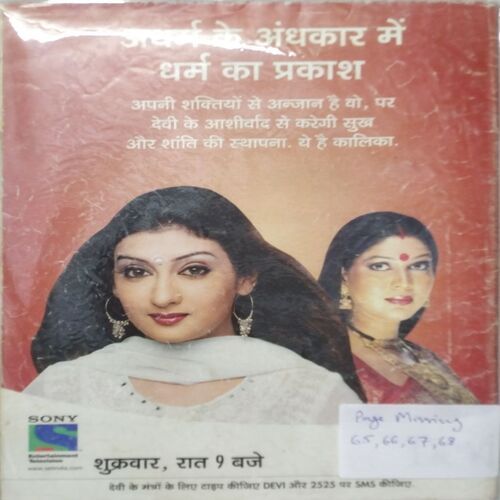 के अंधकार में
धर्म का प्रकाश
अपनी शक्तियों से अन्जान है वो, पर
देवी के आशीर्वाद से करेगी सुख
और शांति की स्थापना. ये है कालिका.
SONY
SET
Entertainment
Television
www.setindia.com
शुक्रवार, रात 9 बजे
Page Missing
65, 66, 67, 68
देवी के मंत्रों के लिए टाइप कीजिए DEVI और 2525 पर SMS कीजिए.